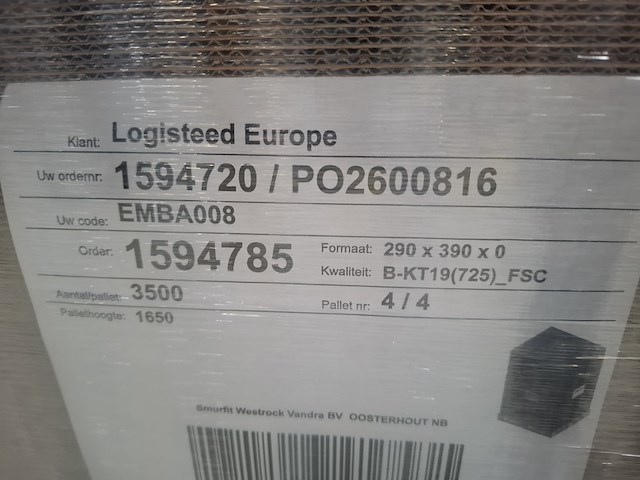 Klant: Logisteed Europe
Uw ordernr: 1594720 / PO2600816
Uw code: EMBA008
Order: 1594785
Formaat: 290 x 390 x 0
Kwaliteit: B-KT19(725)_FSC
Aantal/pallet: 3500
Pallet nr: 4 / 4
Pallethoogte: 1650
Smurfit Westrock Vandra BV OOSTERHOUT NB